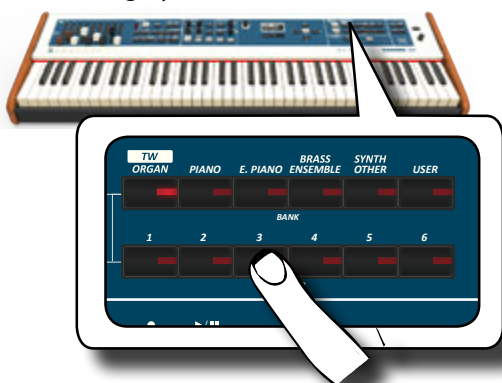 TW
ORGAN PIANO E. PIANO BRASS ENSEMBLE SYNTH OTHER USER
BANK
1 2 3 4 5 6